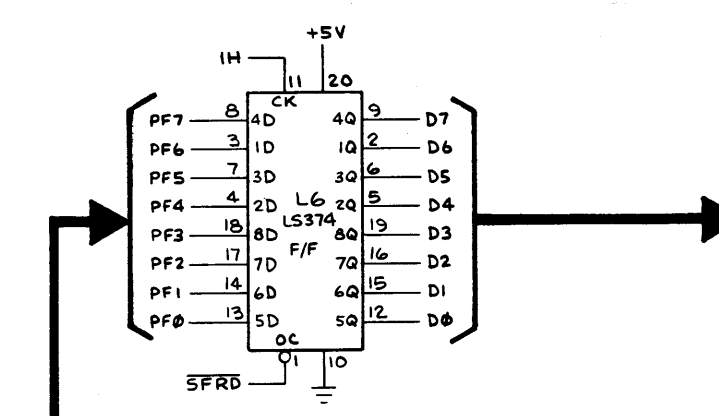 +5V
1H
11 20
CK
PF7 8 4D 4Q 9 D7
PF6 3 1D 1Q 2 D6
PF5 7 3D 3Q 6 D5
PF4 4 2D L6 2Q 5 D4
LS374
PF3 18 8D 8Q 19 D3
F/F
PF2 17 7D 7Q 16 D2
PF1 14 6D 6Q 15 D1
PFØ 13 5D 5Q 12 DØ
OC
1 10
SFRD